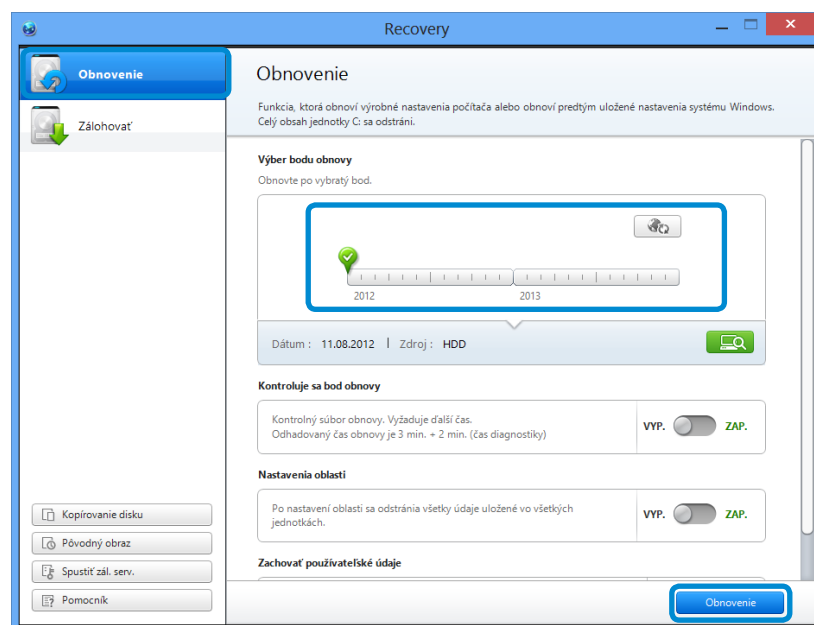 Recovery
Obnovenie
Zálohovať
Kopírovanie disku
Pôvodný obraz
Spustiť zál. serv.
Pomocník
Obnovenie
Funkcia, ktorá obnoví výrobné nastavenia počítača alebo obnoví predtým uložené nastavenia systému Windows.
Celý obsah jednotky C: sa odstráni.
Výber bodu obnovy
Obnovte po vybratý bod.
2012 2013
Dátum : 11.08.2012 | Zdroj : HDD
Kontroluje sa bod obnovy
Kontrolný súbor obnovy. Vyžaduje ďalší čas.
Odhadovaný čas obnovy je 3 min. + 2 min. (čas diagnostiky)
VYP. ZAP.
Nastavenia oblasti
Po nastavení oblasti sa odstránia všetky údaje uložené vo všetkých
jednotkách.
VYP. ZAP.
Zachovať používateľské údaje
Obnovenie